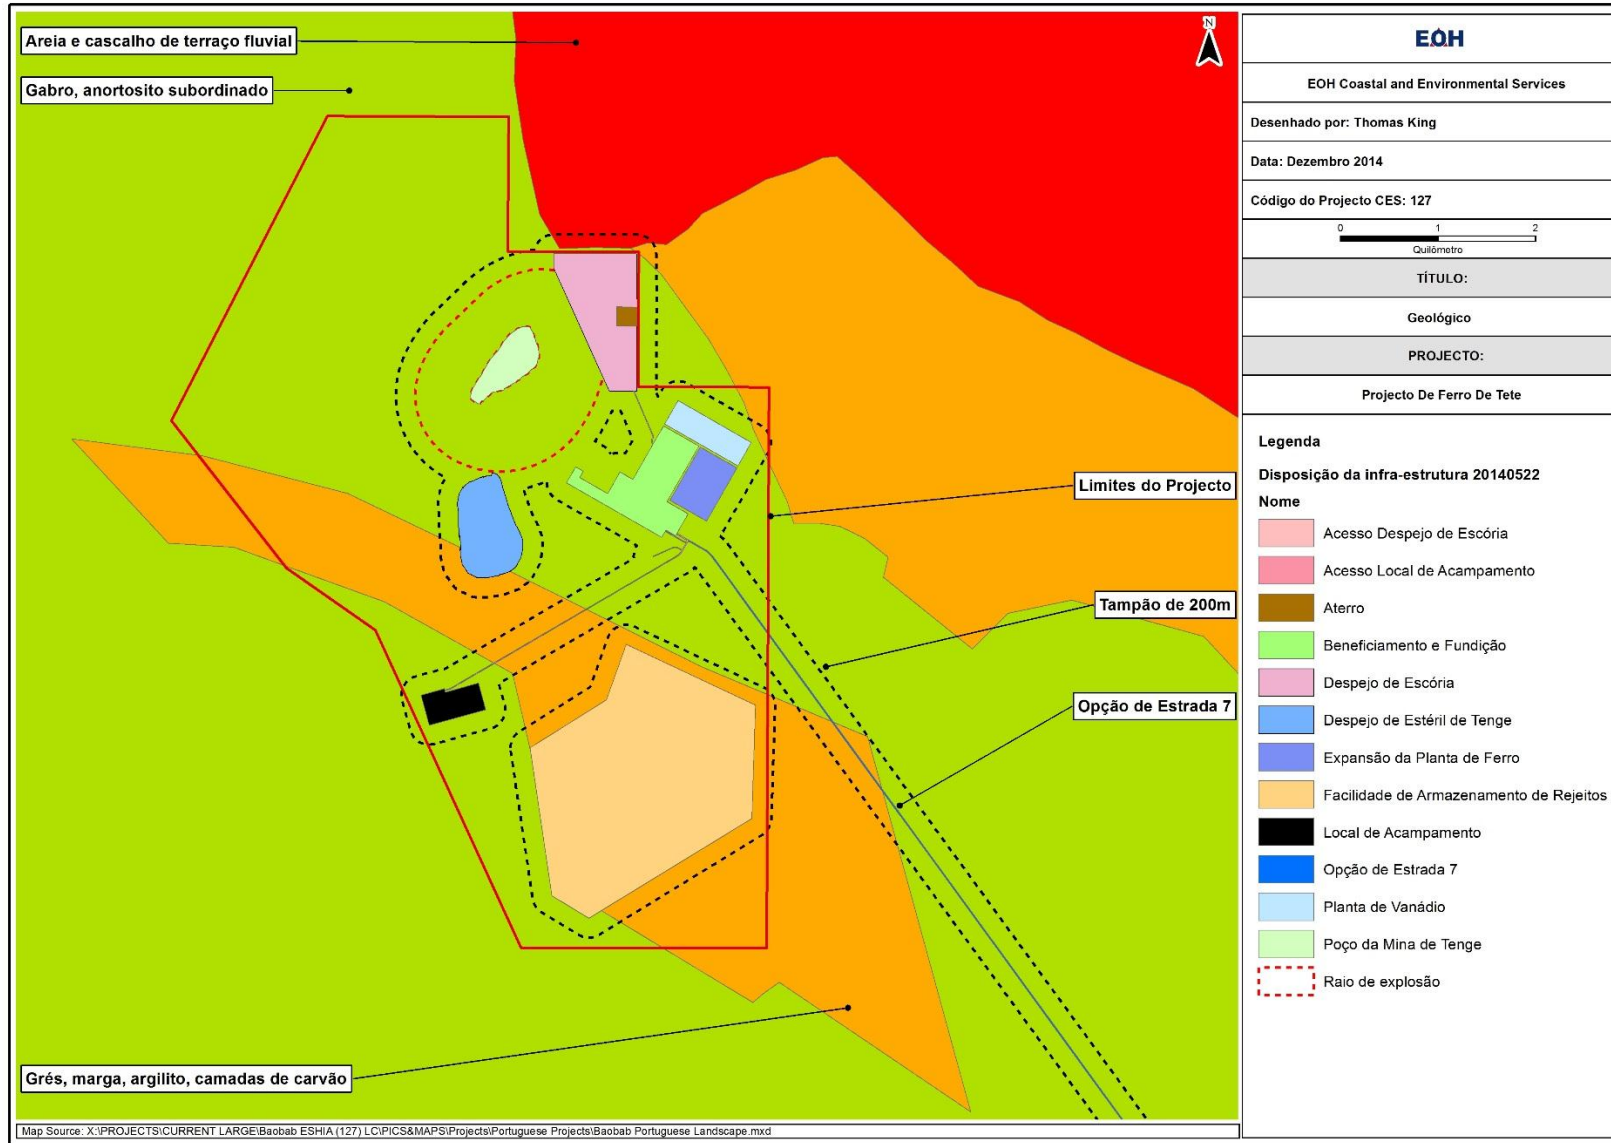 Areia e cascalho de terraço fluvial
Gabro, anortosito subordinado
N
Limites do Projecto
Tampão de 200m
Opção de Estrada 7
Grés, marga, argilito, camadas de carvão
Map Source: X:\PROJECTS\CURRENT LARGE\Baobab ESHIA (127) LC\PICS&MAPS\Projects\Portuguese Projects\Baobab Portuguese Landscape.mxd
EOH
EOH Coastal and Environmental Services
Desenhado por: Thomas King
Data: Dezembro 2014
Código do Projecto CES: 127
0 1 2
Quilômetro
TÍTULO:
Geológico
PROJECTO:
Projecto De Ferro De Tete
Legenda
Disposição da infra-estrutura 20140522
Nome
Acesso Despejo de Escória
Acesso Local de Acampamento
Aterro
Beneficiamento e Fundição
Despejo de Escória
Despejo de Estéril de Tenge
Expansão da Planta de Ferro
Facilidade de Armazenamento de Rejeitos
Local de Acampamento
Opção de Estrada 7
Planta de Vanádio
Poço da Mina de Tenge
Raio de explosão